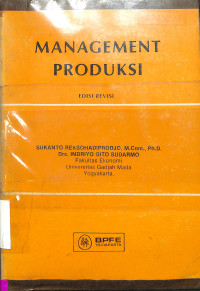 MANAGEMENT
PRODUKSI
EDISI REVISI
SUKANTO REKSOHADIPRODJO, M.Com., Ph.D.
Drs. INDRIYO GITO SUDARMO
Fakultas Ekonomi
Universitas Gadjah Mada
Yogyakarta.
BPFE
YOGYAKARTA